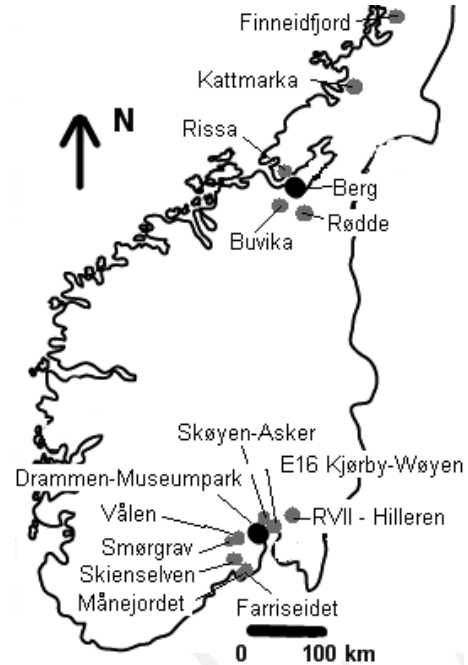 Finneidfjord
Kattmarka
N
Rissa
Berg
Rødde
Buvika
Skøyen-Asker
E16 Kjørby-Wøyen
Drammen-Museumpark
Vålen
RVII - Hilleren
Smørgrav
Skienselven
Månejordet
Farriseidet
0 100 km